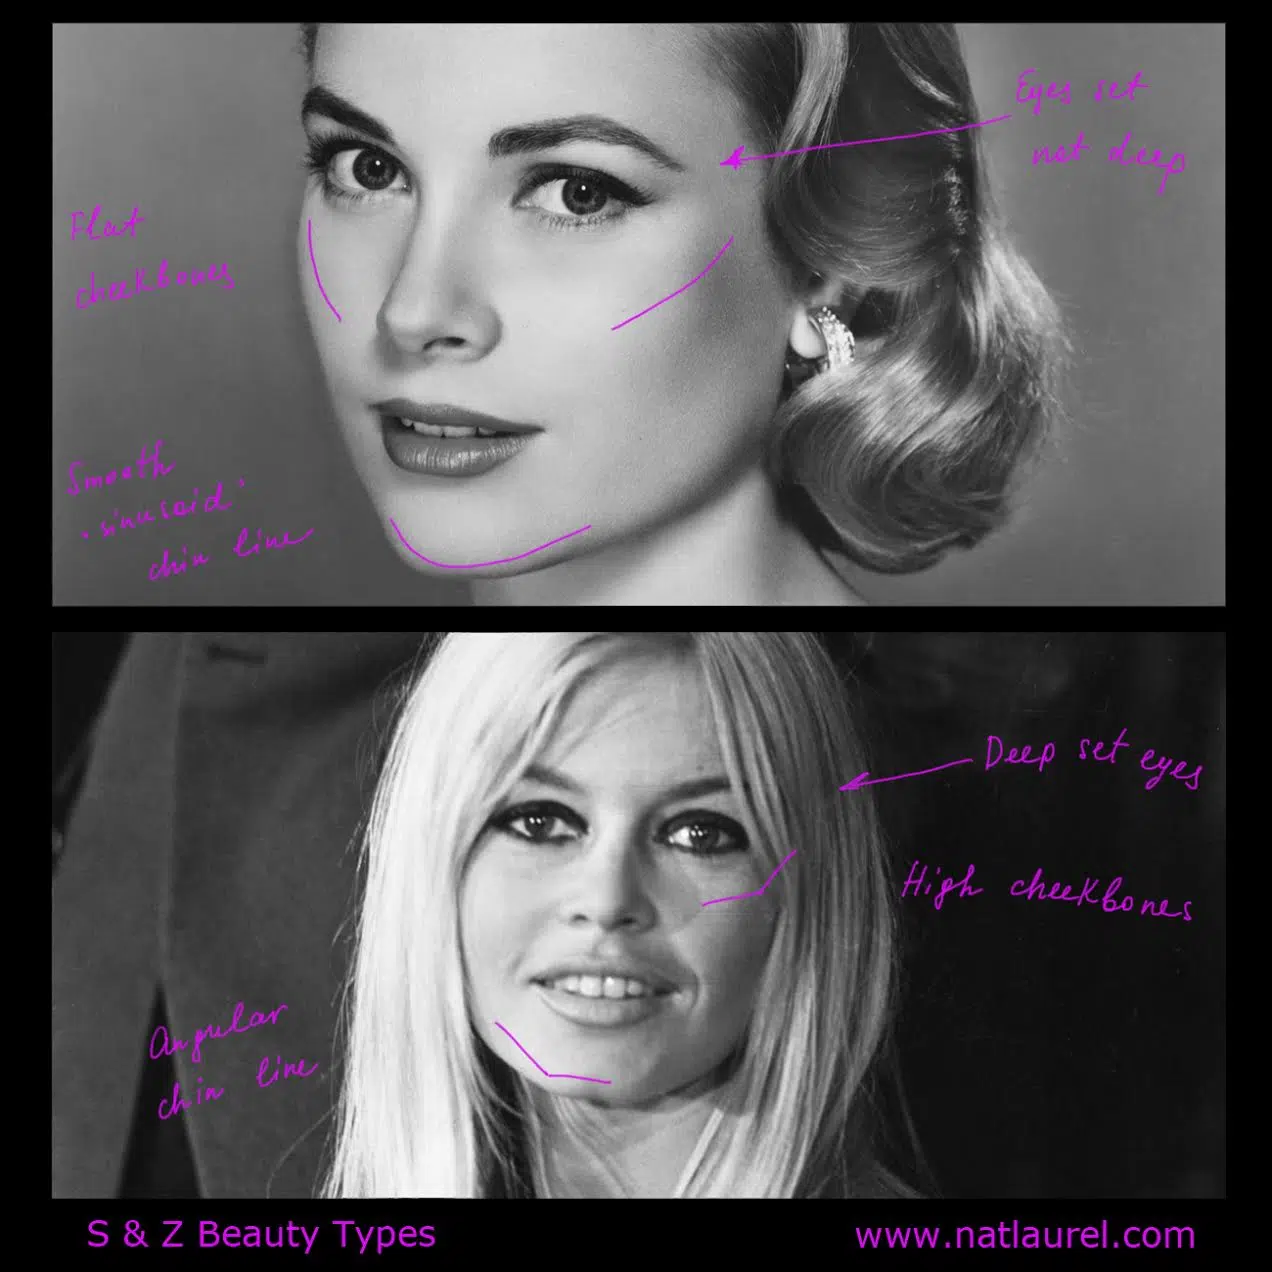 Eyes set
not deep
Flat
cheekbones
Smooth
"sinusoid"
chin line
Deep set eyes
High cheekbones
Angular
chin line
S & Z Beauty Types
www.natlaurel.com